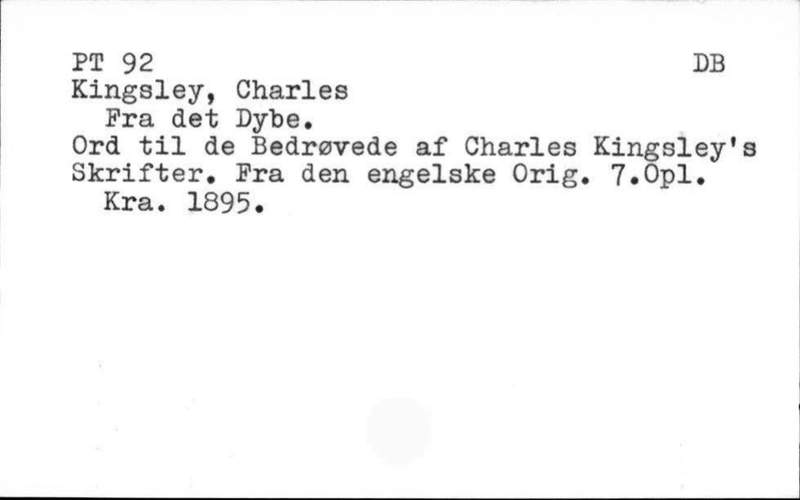 PT 92 DB
Kingsley, Charles
Fra det Dybe.
Ord til de Bedrøvede af Charles Kingsley's
Skrifter. Fra den engelske Orig. 7.Opl.
Kra. 1895.